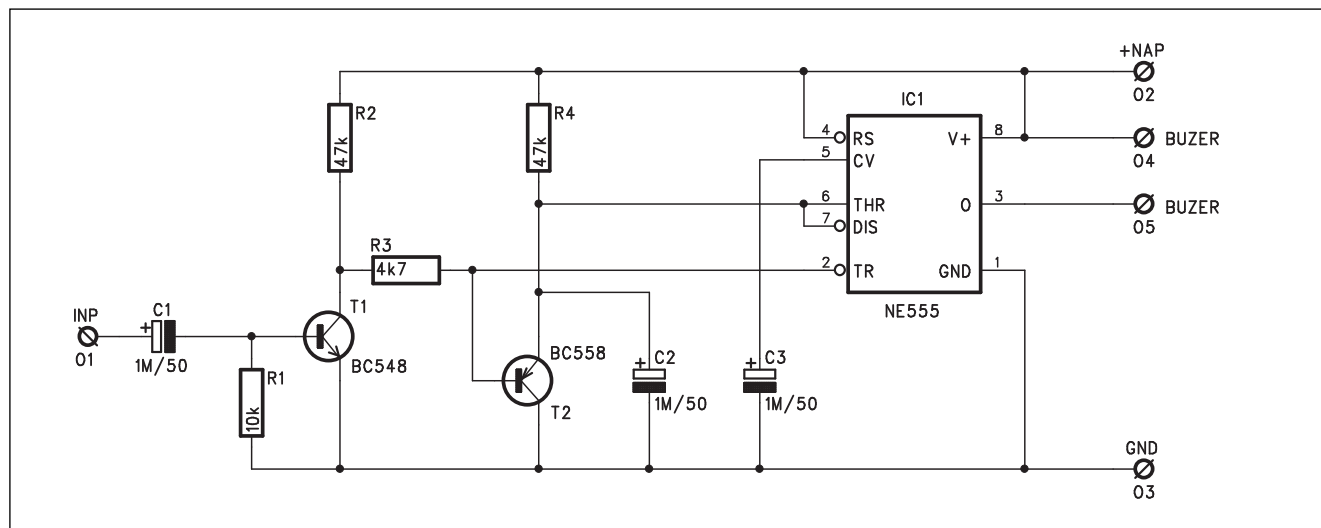 +NAP
O2
IC1
R2
47k
R4
47k
4
RS
V+
8
BUZER
O4
5
CV
6
THR
O
3
BUZER
O5
7
DIS
R3
4k7
2
TR
GND
1
NE555
INP
O1
C1
+
1M/50
T1
BC548
R1
10k
BC558
T2
+
C2
1M/50
+
C3
1M/50
GND
O3